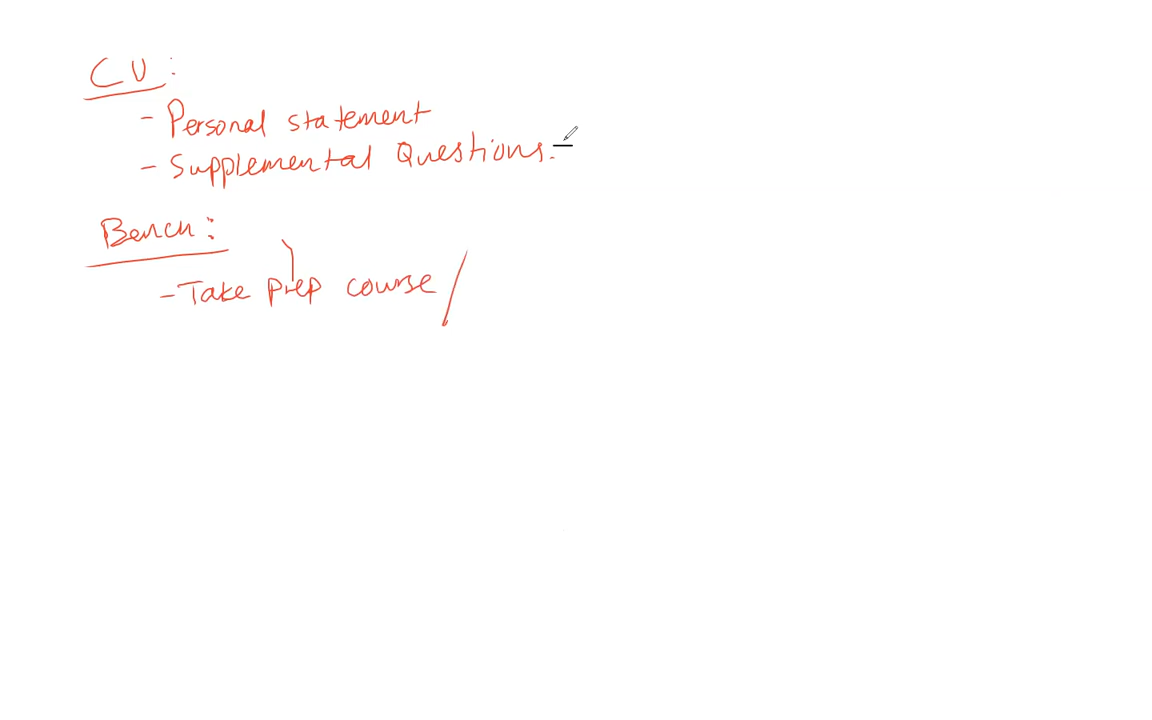 CV:
- Personal statement
- Supplemental Questions.
Bench:
- Take prep course /